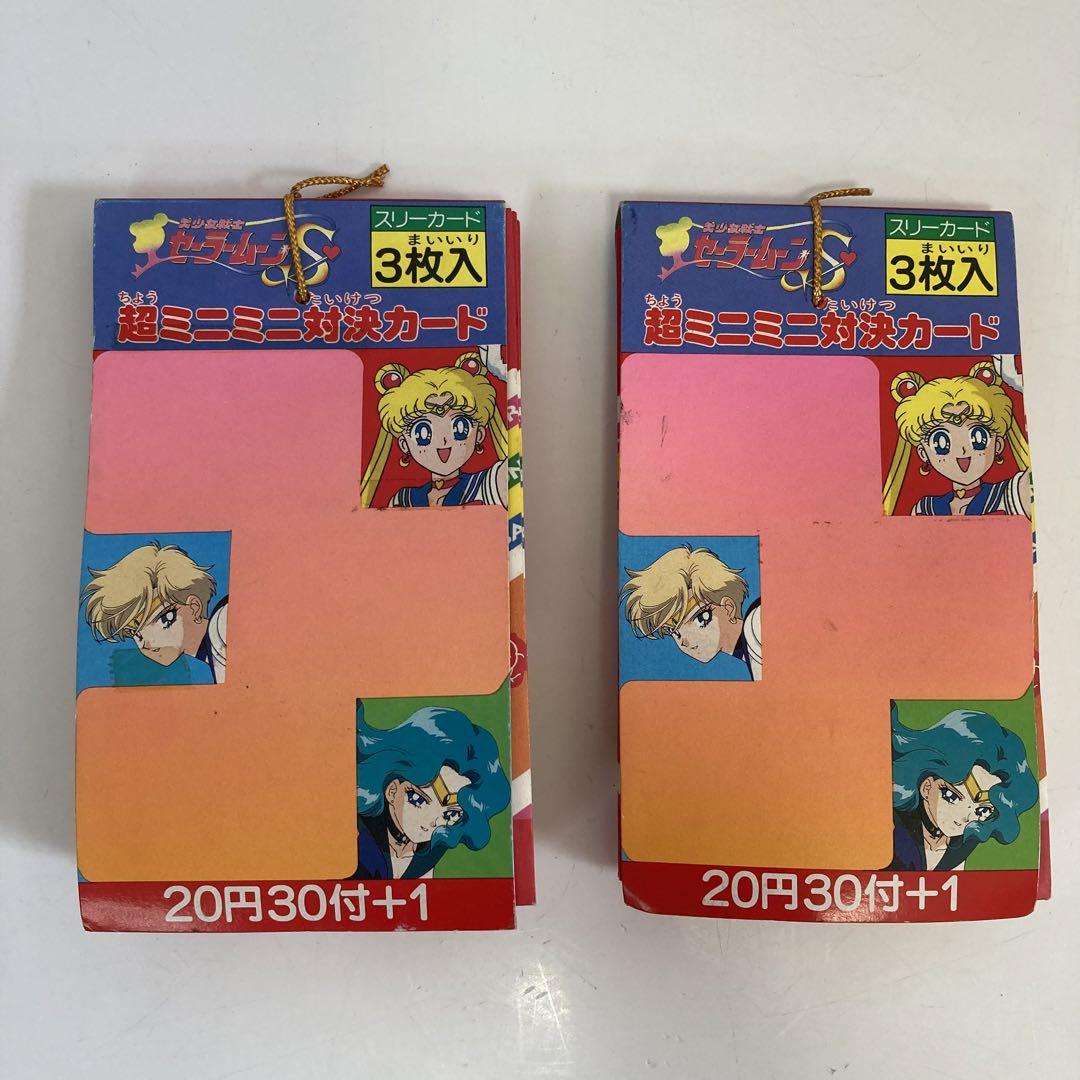 美少女戦士
セーラームーンS
スリーカード
まいいり
3枚入
ちょう たいけつ
超ミニミニ対決カード
20円30付+1
美少女戦士
セーラームーンS
スリーカード
まいいり
3枚入
ちょう たいけつ
超ミニミニ対決カード
20円30付+1